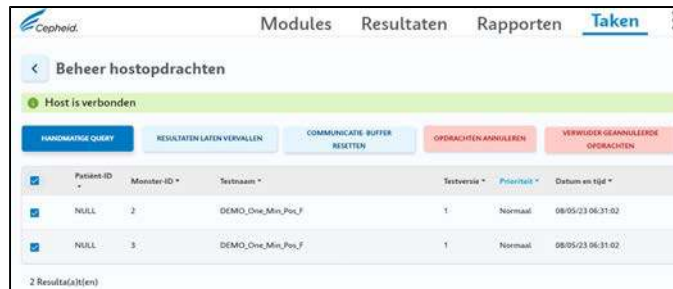 Cepheid.
Modules Resultaten Rapporten Taken
Beheer hostopdrachten
Host is verbonden
HANDMATIGE QUERY RESULTATEN LATEN VERVALLEN COMMUNICATIE-BUFFER RESETTEN OPDRACHTEN ANNULEREN VERWIJDER GEANNULEERDE OPDRACHTEN
Patiënt-ID Monster-ID Testnaam Testversie Prioriteit Datum en tijd
NULL 2 DEMO_One_Min_Pos_F 1 Normaal 08/05/23 06:31:02
NULL 3 DEMO_One_Min_Pos_F 1 Normaal 08/05/23 06:31:02
2 Resulta(a)t(en)